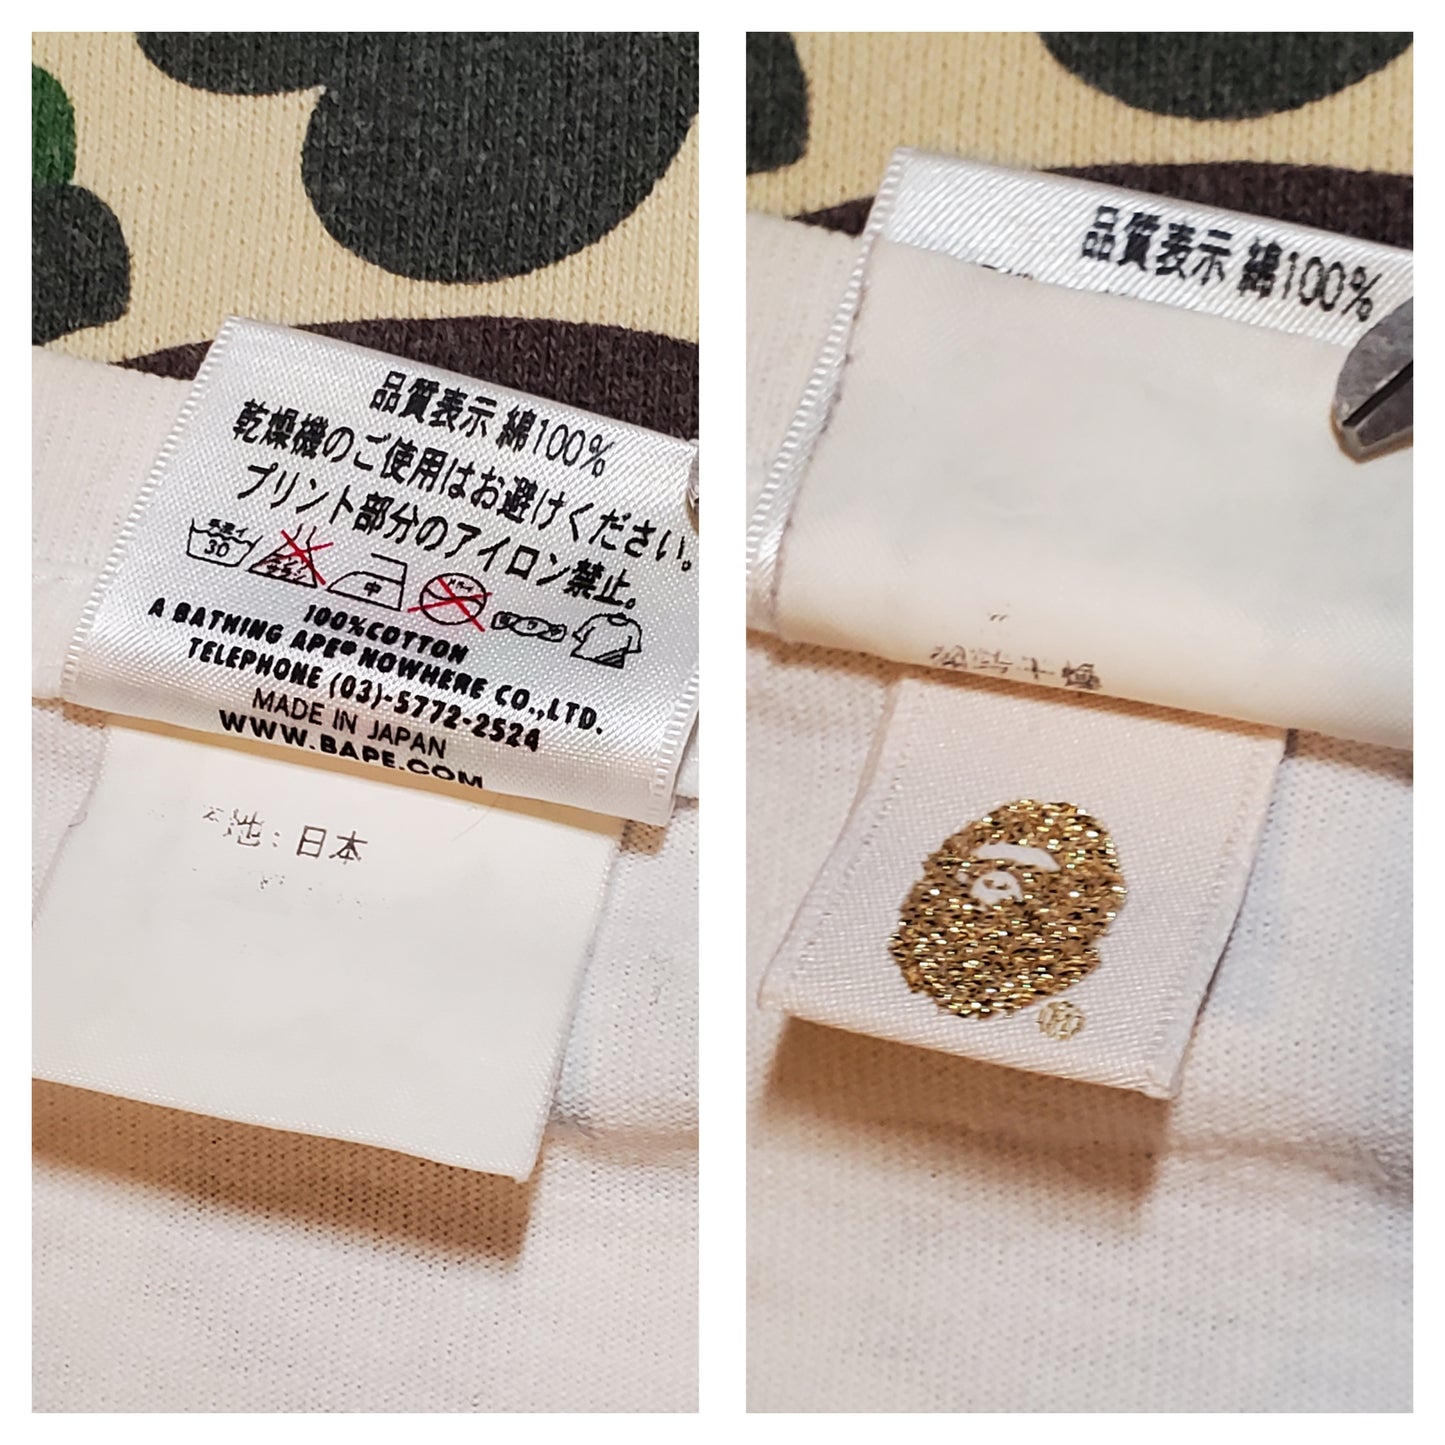 品質表示 綿100%
乾燥機のご使用はお避けください。
プリント部分のアイロン禁止。
30
中
100%COTTON
A BATHING APE® NOWHERE CO.,LTD.
TELEPHONE (03)-5772-2524
MADE IN JAPAN
WWW.BAPE.COM
地:日本
品質表示 綿100%